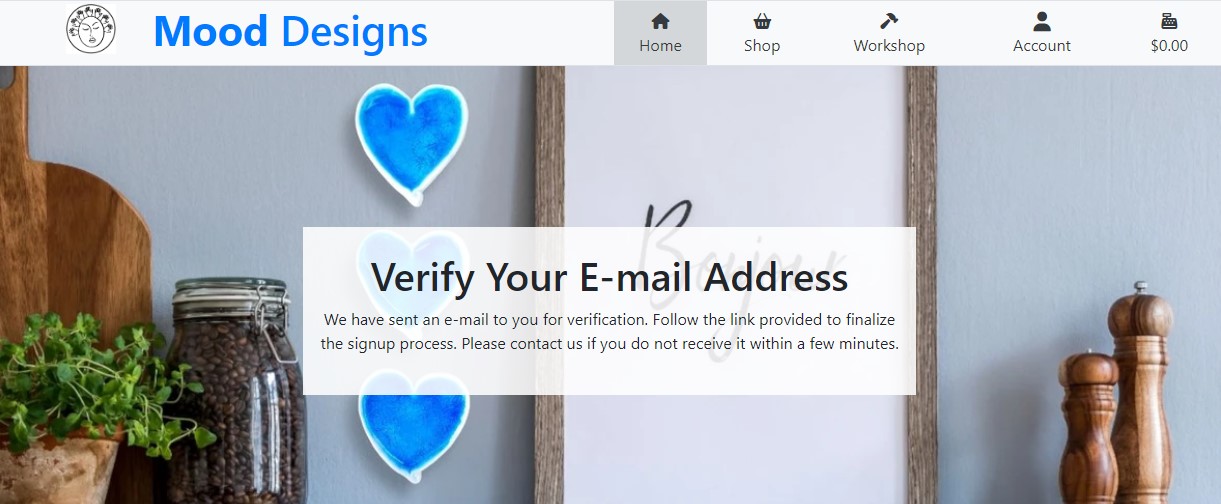 Mood Designs
Home
Shop
Workshop
Account
$0.00
Bonjour
Verify Your E-mail Address
We have sent an e-mail to you for verification. Follow the link provided to finalize
the signup process. Please contact us if you do not receive it within a few minutes.